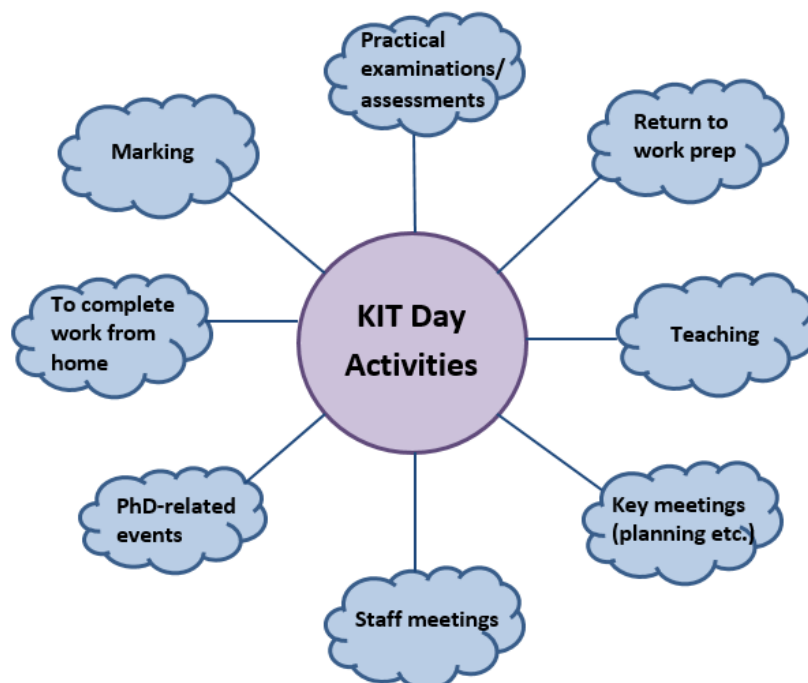 Practical
examinations/
assessments
Return to
work prep
Marking
To complete
work from
home
KIT Day
Activities
Teaching
PhD-related
events
Key meetings
(planning etc.)
Staff meetings